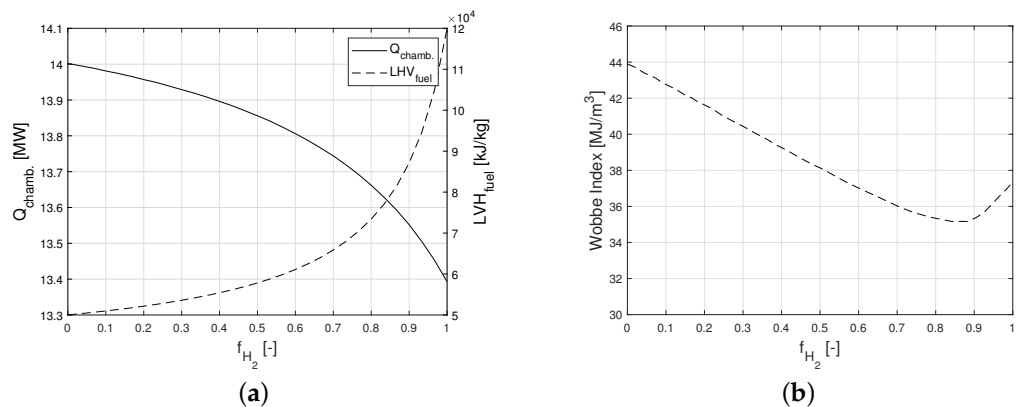 ×10⁴
14.1
14
13.9
13.8
13.7
13.6
13.5
13.4
13.3
Q_chamb. [MW]
12
11
10
9
8
7
6
5
LVH_fuel [kJ/kg]
Q_chamb.
LHV_fuel
0 0.1 0.2 0.3 0.4 0.5 0.6 0.7 0.8 0.9 1
f_H₂ [-]
(a)
46
44
42
40
38
36
34
32
30
Wobbe Index [MJ/m³]
0 0.1 0.2 0.3 0.4 0.5 0.6 0.7 0.8 0.9 1
f_H₂ [-]
(b)